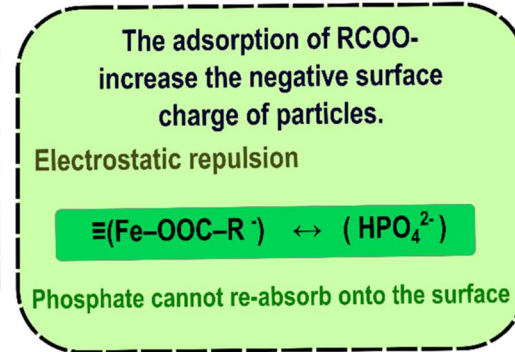 The adsorption of RCOO-
increase the negative surface
charge of particles.
Electrostatic repulsion
≡(Fe–OOC–R⁻) ↔ (HPO₄²⁻)
Phosphate cannot re-absorb onto the surface